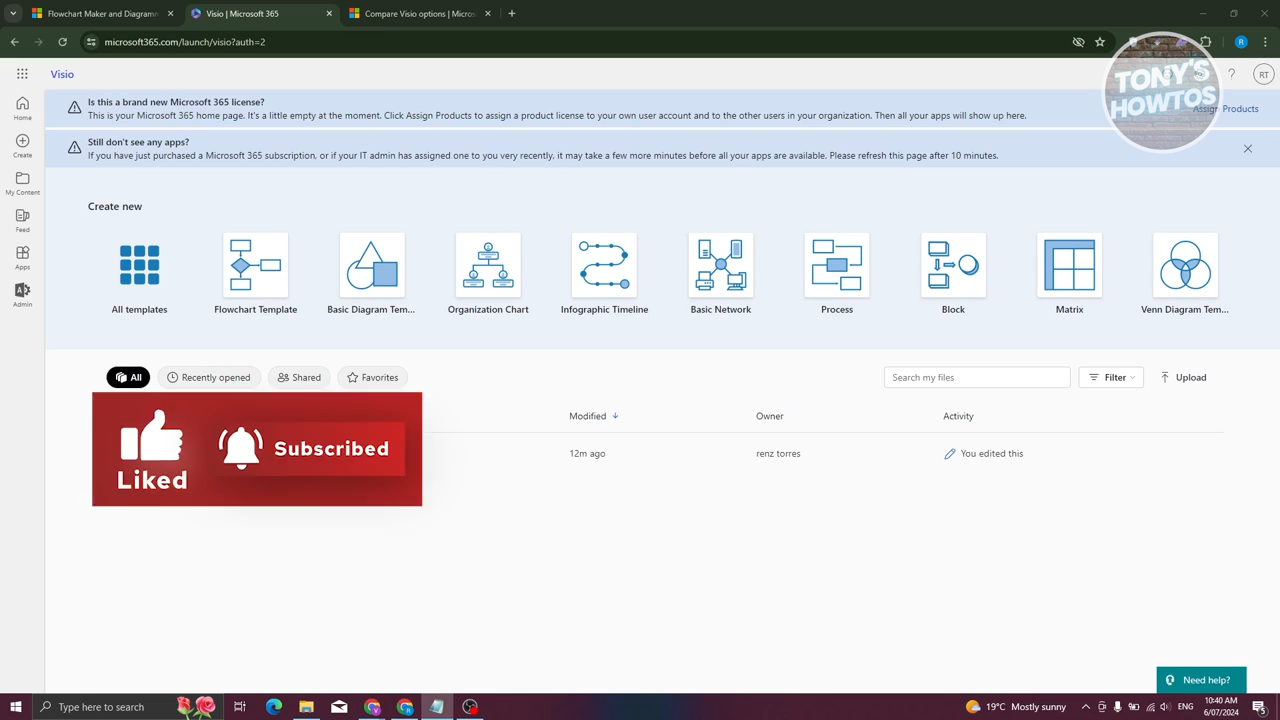 Flowchart Maker and Diagramm
Visio | Microsoft 365
Compare Visio options | Micros
microsoft365.com/launch/visio?auth=2
R
Visio
RT
TONY'S
HOWTOS
Is this a brand new Microsoft 365 license?
This is your Microsoft 365 home page. It's a little empty at the moment. Click Assign Products to assign a product license to your own user account and to the other users in your organization. Then all your apps will show up here.
Assign Products
Still don't see any apps?
If you have just purchased a Microsoft 365 subscription, or if your IT admin has assigned one to you very recently, it may take a few more minutes before all your apps are available. Please refresh this page after 10 minutes.
Home
Create
My Content
Feed
Apps
Admin
Create new
All templates
Flowchart Template
Basic Diagram Tem...
Organization Chart
Infographic Timeline
Basic Network
Process
Block
Matrix
Venn Diagram Tem...
All
Recently opened
Shared
Favorites
Search my files
Filter
Upload
Modified
Owner
Activity
12m ago
renz torres
You edited this
Liked
Subscribed
Need help?
Type here to search
19°C Mostly sunny
ENG
10:40 AM
6/07/2024
5